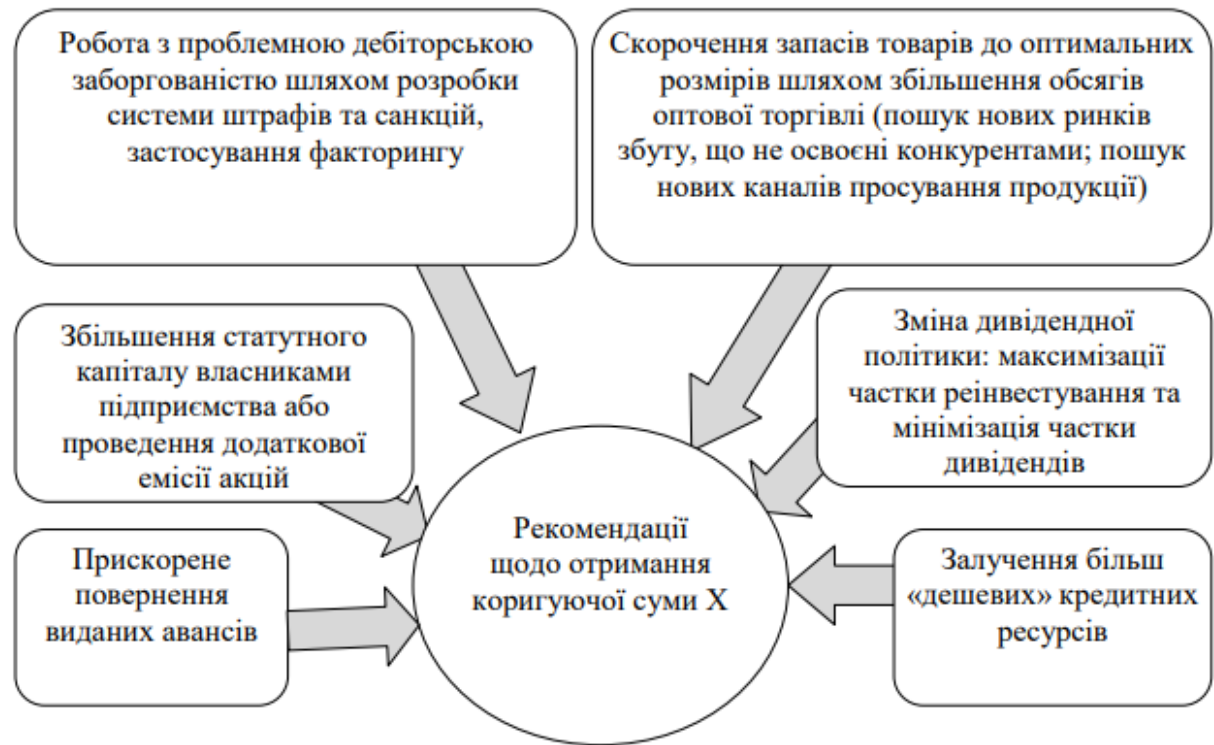 Робота з проблемною дебіторською
заборгованістю шляхом розробки
системи штрафів та санкцій,
застосування факторингу
Скорочення запасів товарів до оптимальних
розмірів шляхом збільшення обсягів
оптової торгівлі (пошук нових ринків
збуту, що не освоєні конкурентами; пошук
нових каналів просування продукції)
Збільшення статутного
капіталу власниками
підприємства або
проведення додаткової
емісії акцій
Зміна дивідендної
політики: максимізації
частки реінвестування та
мінімізація частки
дивідендів
Прискорене
повернення
виданих авансів
Рекомендації
щодо отримання
коригуючої суми Х
Залучення більш
«дешевих» кредитних
ресурсів